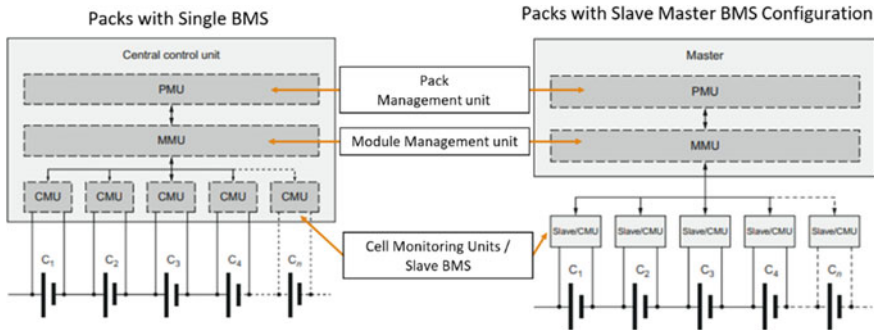 Packs with Single BMS
Central control unit
PMU
MMU
CMU CMU CMU CMU CMU
C1 C2 C3 C4 Cn
Pack
Management unit
Module Management unit
Cell Monitoring Units /
Slave BMS
Packs with Slave Master BMS Configuration
Master
PMU
MMU
Slave/CMU Slave/CMU Slave/CMU Slave/CMU Slave/CMU
C1 C2 C3 C4 Cn